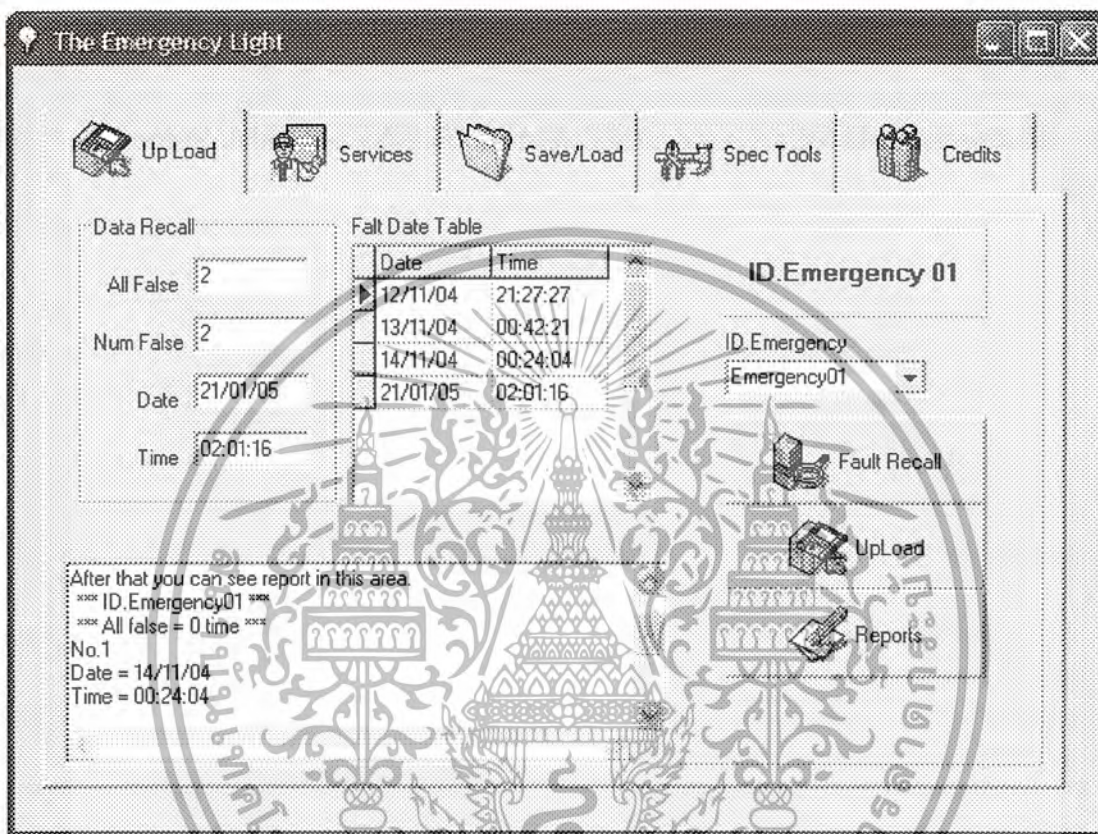 The Emergency Light
Up Load
Services
Save/Load
Spec Tools
Credits
Data Recall
All False 2
Num False 2
Date 21/01/05
Time 02:01:16
Falt Date Table
Date Time
12/11/04 21:27:27
13/11/04 00:42:21
14/11/04 00:24:04
21/01/05 02:01:16
ID.Emergency 01
ID.Emergency
Emergency01
Fault Recall
UpLoad
Reports
After that you can see report in this area.
*** ID.Emergency01 ***
*** All false = 0 time ***
No.1
Date = 14/11/04
Time = 00:24:04